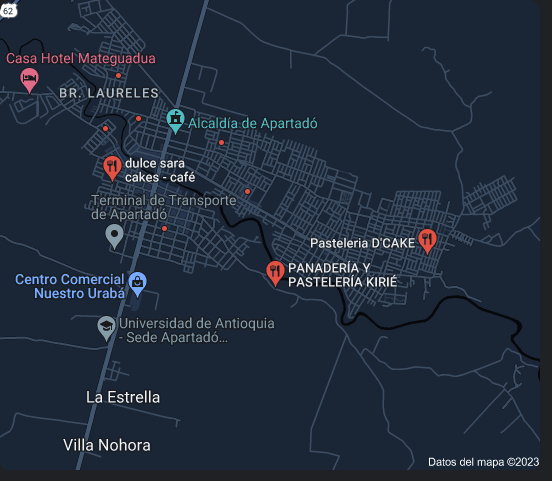 62
Casa Hotel Mateguadua
BR. LAURELES
Alcaldía de Apartadó
dulce sara
cakes - café
Terminal de Transporte
de Apartadó
Pasteleria D'CAKE
PANADERÍA Y
PASTELERÍA KIRIÉ
Centro Comercial
Nuestro Urabá
Universidad de Antioquia
- Sede Apartadó...
La Estrella
Villa Nohora
Datos del mapa ©2023